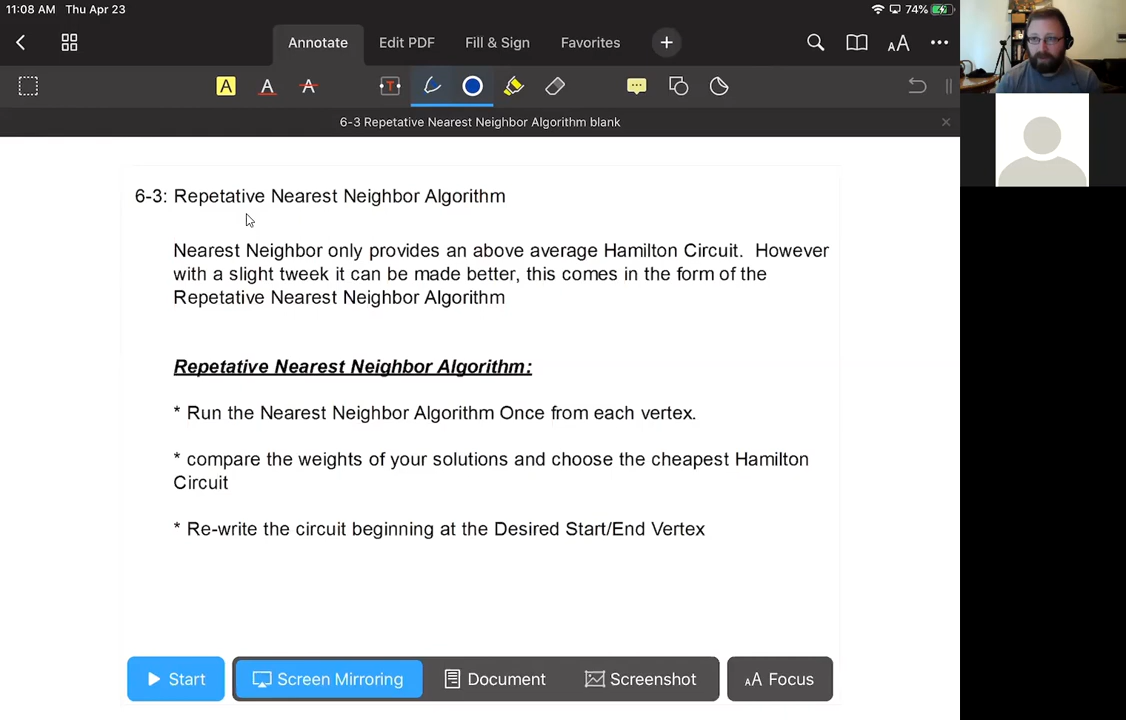 11:08 AM Thu Apr 23 74%
Annotate Edit PDF Fill & Sign Favorites
AA
A A A T
6-3 Repetative Nearest Neighbor Algorithm blank
6-3: Repetative Nearest Neighbor Algorithm
Nearest Neighbor only provides an above average Hamilton Circuit. However
with a slight tweek it can be made better, this comes in the form of the
Repetative Nearest Neighbor Algorithm
Repetative Nearest Neighbor Algorithm:
* Run the Nearest Neighbor Algorithm Once from each vertex.
* compare the weights of your solutions and choose the cheapest Hamilton
Circuit
* Re-write the circuit beginning at the Desired Start/End Vertex
Start Screen Mirroring Document Screenshot AA Focus